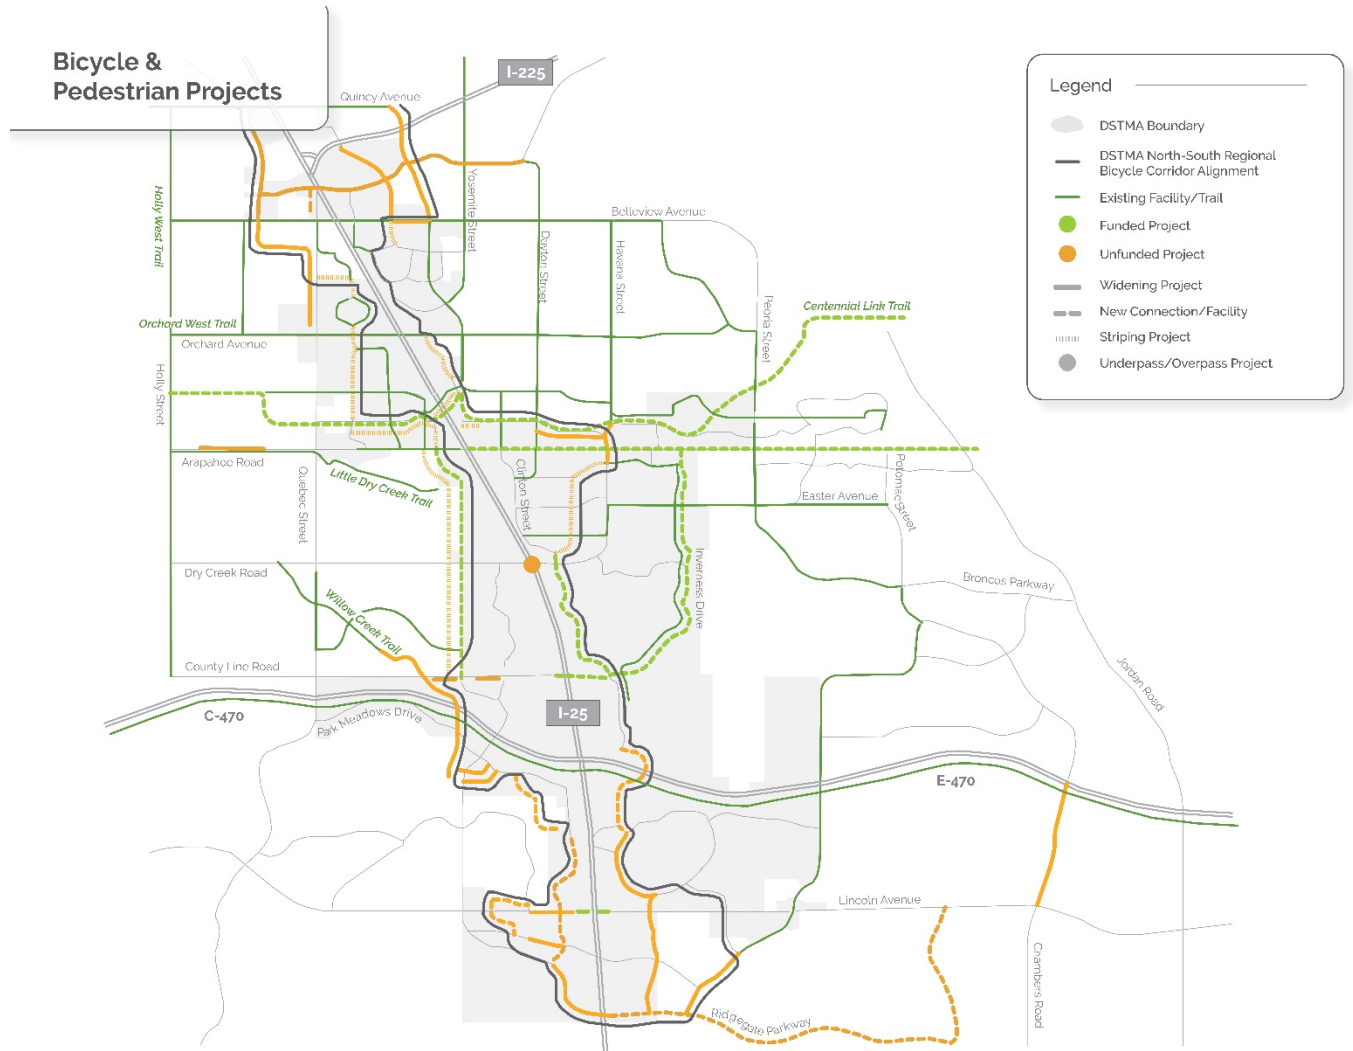 Bicycle &
Pedestrian Projects
I-225
Quincy Avenue
Legend
DSTMA Boundary
DSTMA North-South Regional
Bicycle Corridor Alignment
Existing Facility/Trail
Funded Project
Unfunded Project
Widening Project
New Connection/Facility
Striping Project
Underpass/Overpass Project
Holly West Trail
Yosemite Street
Belleview Avenue
Dayton Street
Havana Street
Peoria Street
Centennial Link Trail
Orchard West Trail
Orchard Avenue
Holly Street
Arapahoe Road
Little Dry Creek Trail
Quebec Street
Clinton Street
Easter Avenue
Potomac Street
Dry Creek Road
Inverness Drive
Broncos Parkway
Willow Creek Trail
County Line Road
Jordan Road
C-470
Park Meadows Drive
I-25
E-470
Lincoln Avenue
Chambers Road
Ridgegate Parkway